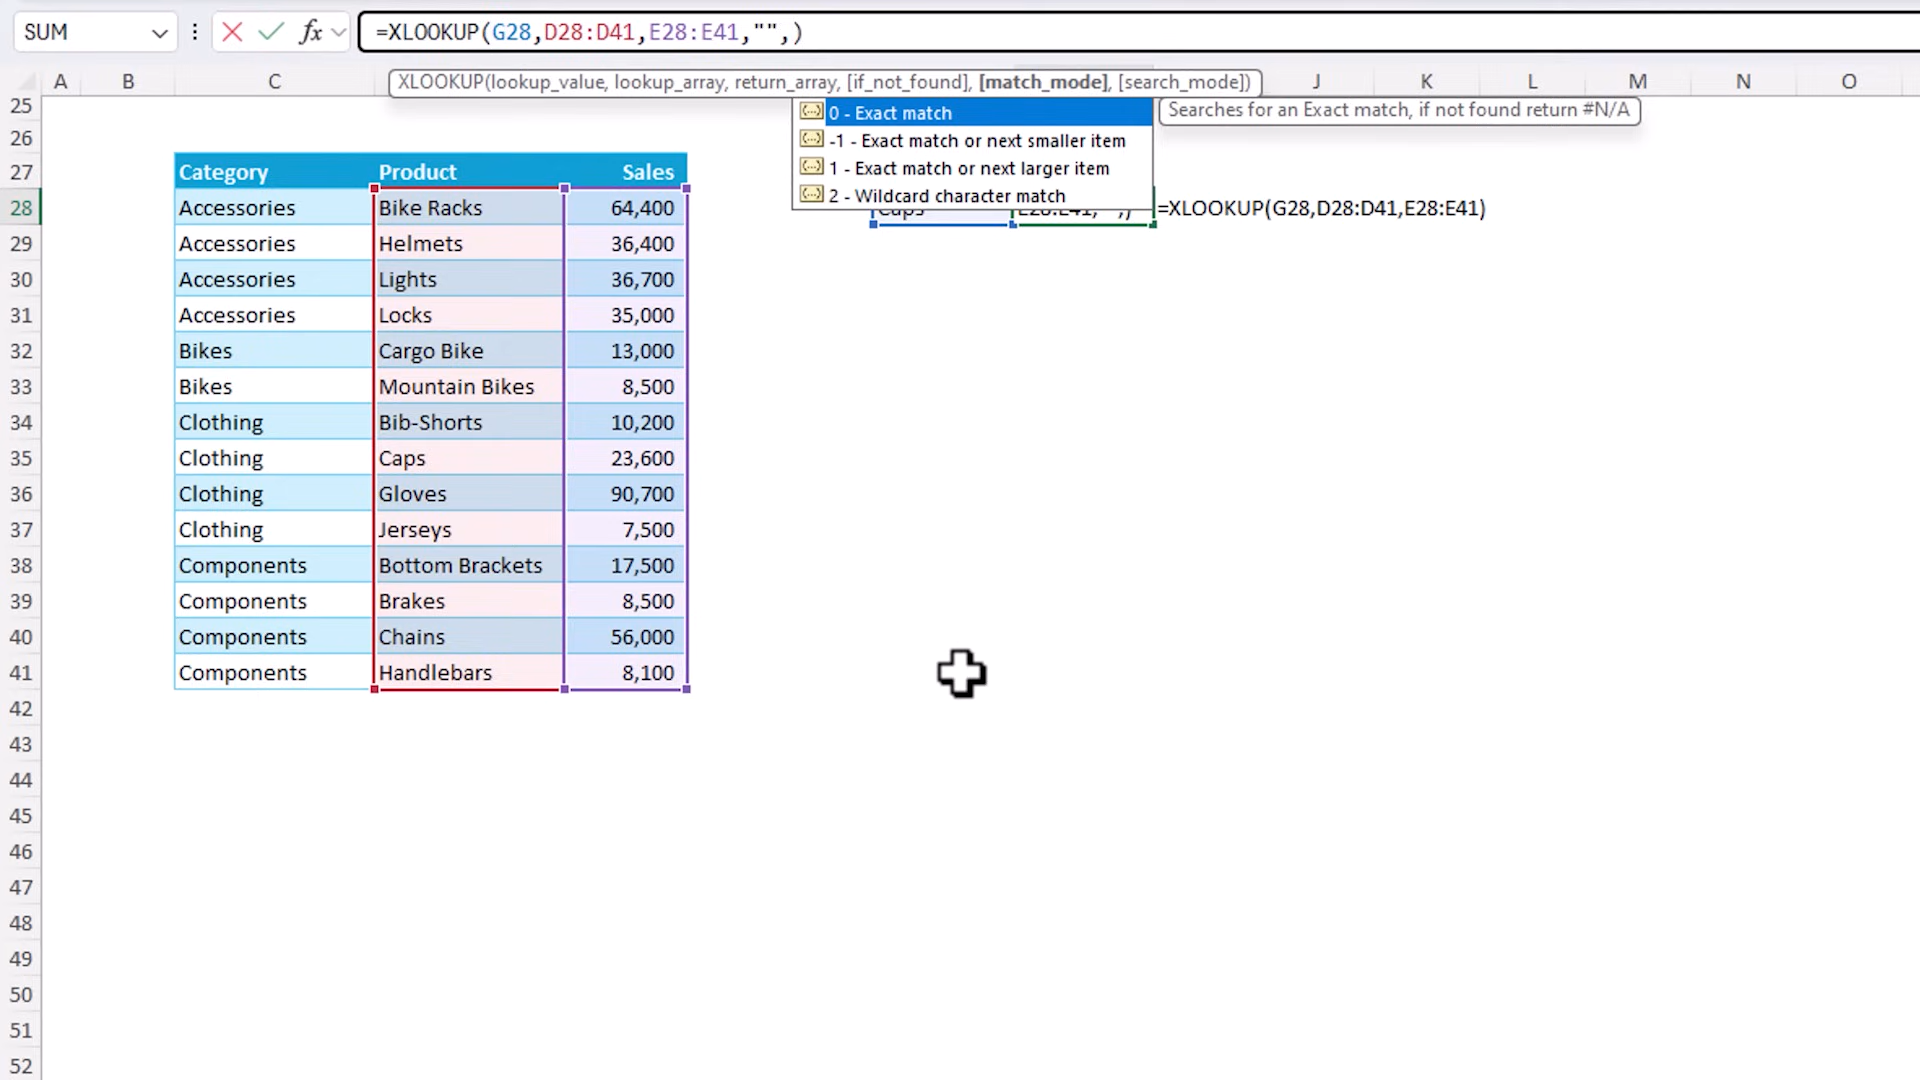 SUM
fx
=XLOOKUP(G28,D28:D41,E28:E41,"",)
XLOOKUP(lookup_value, lookup_array, return_array, [if_not_found], [match_mode], [search_mode])
A B C J K L M N O
0 - Exact match
Searches for an Exact match, if not found return #N/A
-1 - Exact match or next smaller item
1 - Exact match or next larger item
2 - Wildcard character match
25
26
27 Category Product Sales
28 Accessories Bike Racks 64,400 Caps E28:E41,"",) =XLOOKUP(G28,D28:D41,E28:E41)
29 Accessories Helmets 36,400
30 Accessories Lights 36,700
31 Accessories Locks 35,000
32 Bikes Cargo Bike 13,000
33 Bikes Mountain Bikes 8,500
34 Clothing Bib-Shorts 10,200
35 Clothing Caps 23,600
36 Clothing Gloves 90,700
37 Clothing Jerseys 7,500
38 Components Bottom Brackets 17,500
39 Components Brakes 8,500
40 Components Chains 56,000
41 Components Handlebars 8,100
42
43
44
45
46
47
48
49
50
51
52